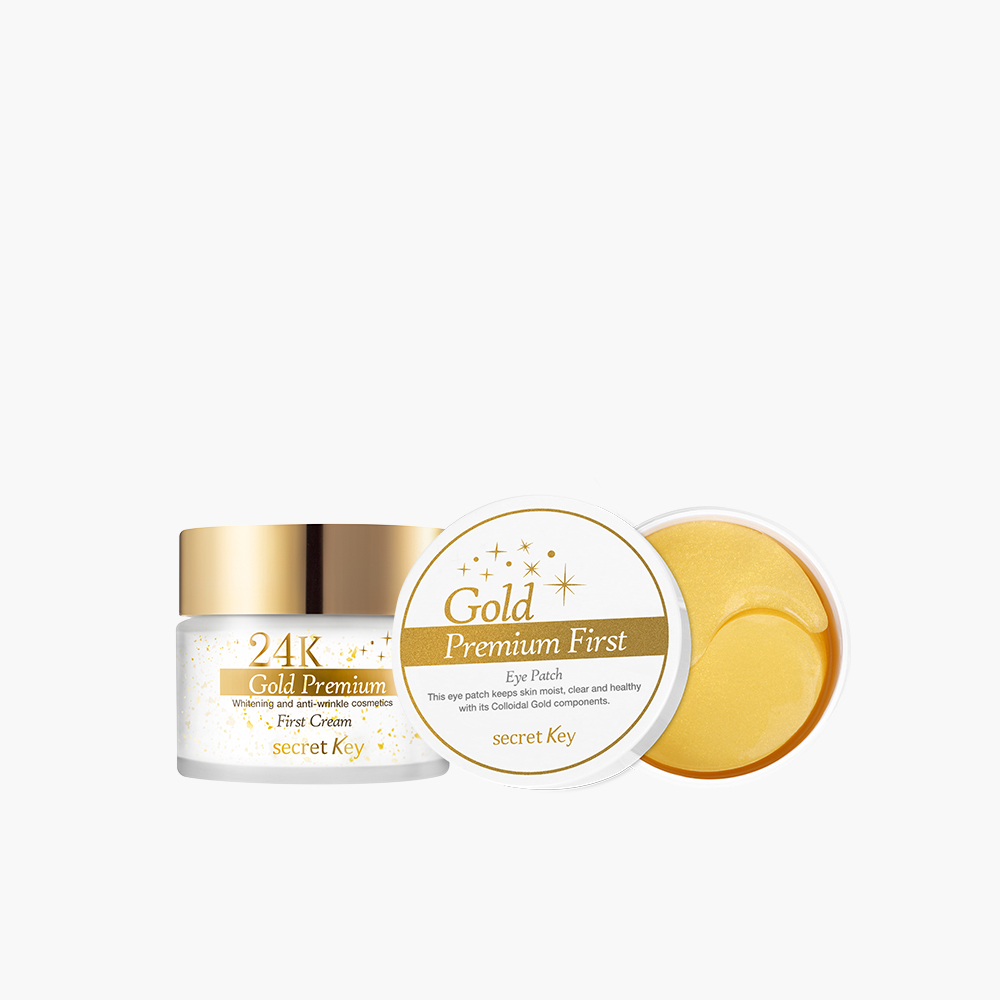 24K
Gold Premium
Whitening and anti-wrinkle cosmetics
First Cream
secret Key
Gold
Premium First
Eye Patch
This eye patch keeps skin moist, clear and healthy
with its Colloidal Gold components.
secret Key